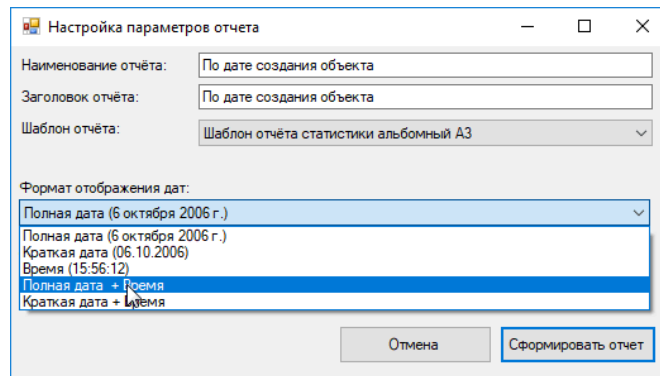 Настройка параметров отчета
Наименование отчёта: По дате создания объекта
Заголовок отчёта: По дате создания объекта
Шаблон отчёта: Шаблон отчёта статистики альбомный А3
Формат отображения дат:
Полная дата (6 октября 2006 г.)
Полная дата (6 октября 2006 г.)
Краткая дата (06.10.2006)
Время (15:56:12)
Полная дата + Время
Краткая дата + Время
Отмена Сформировать отчет